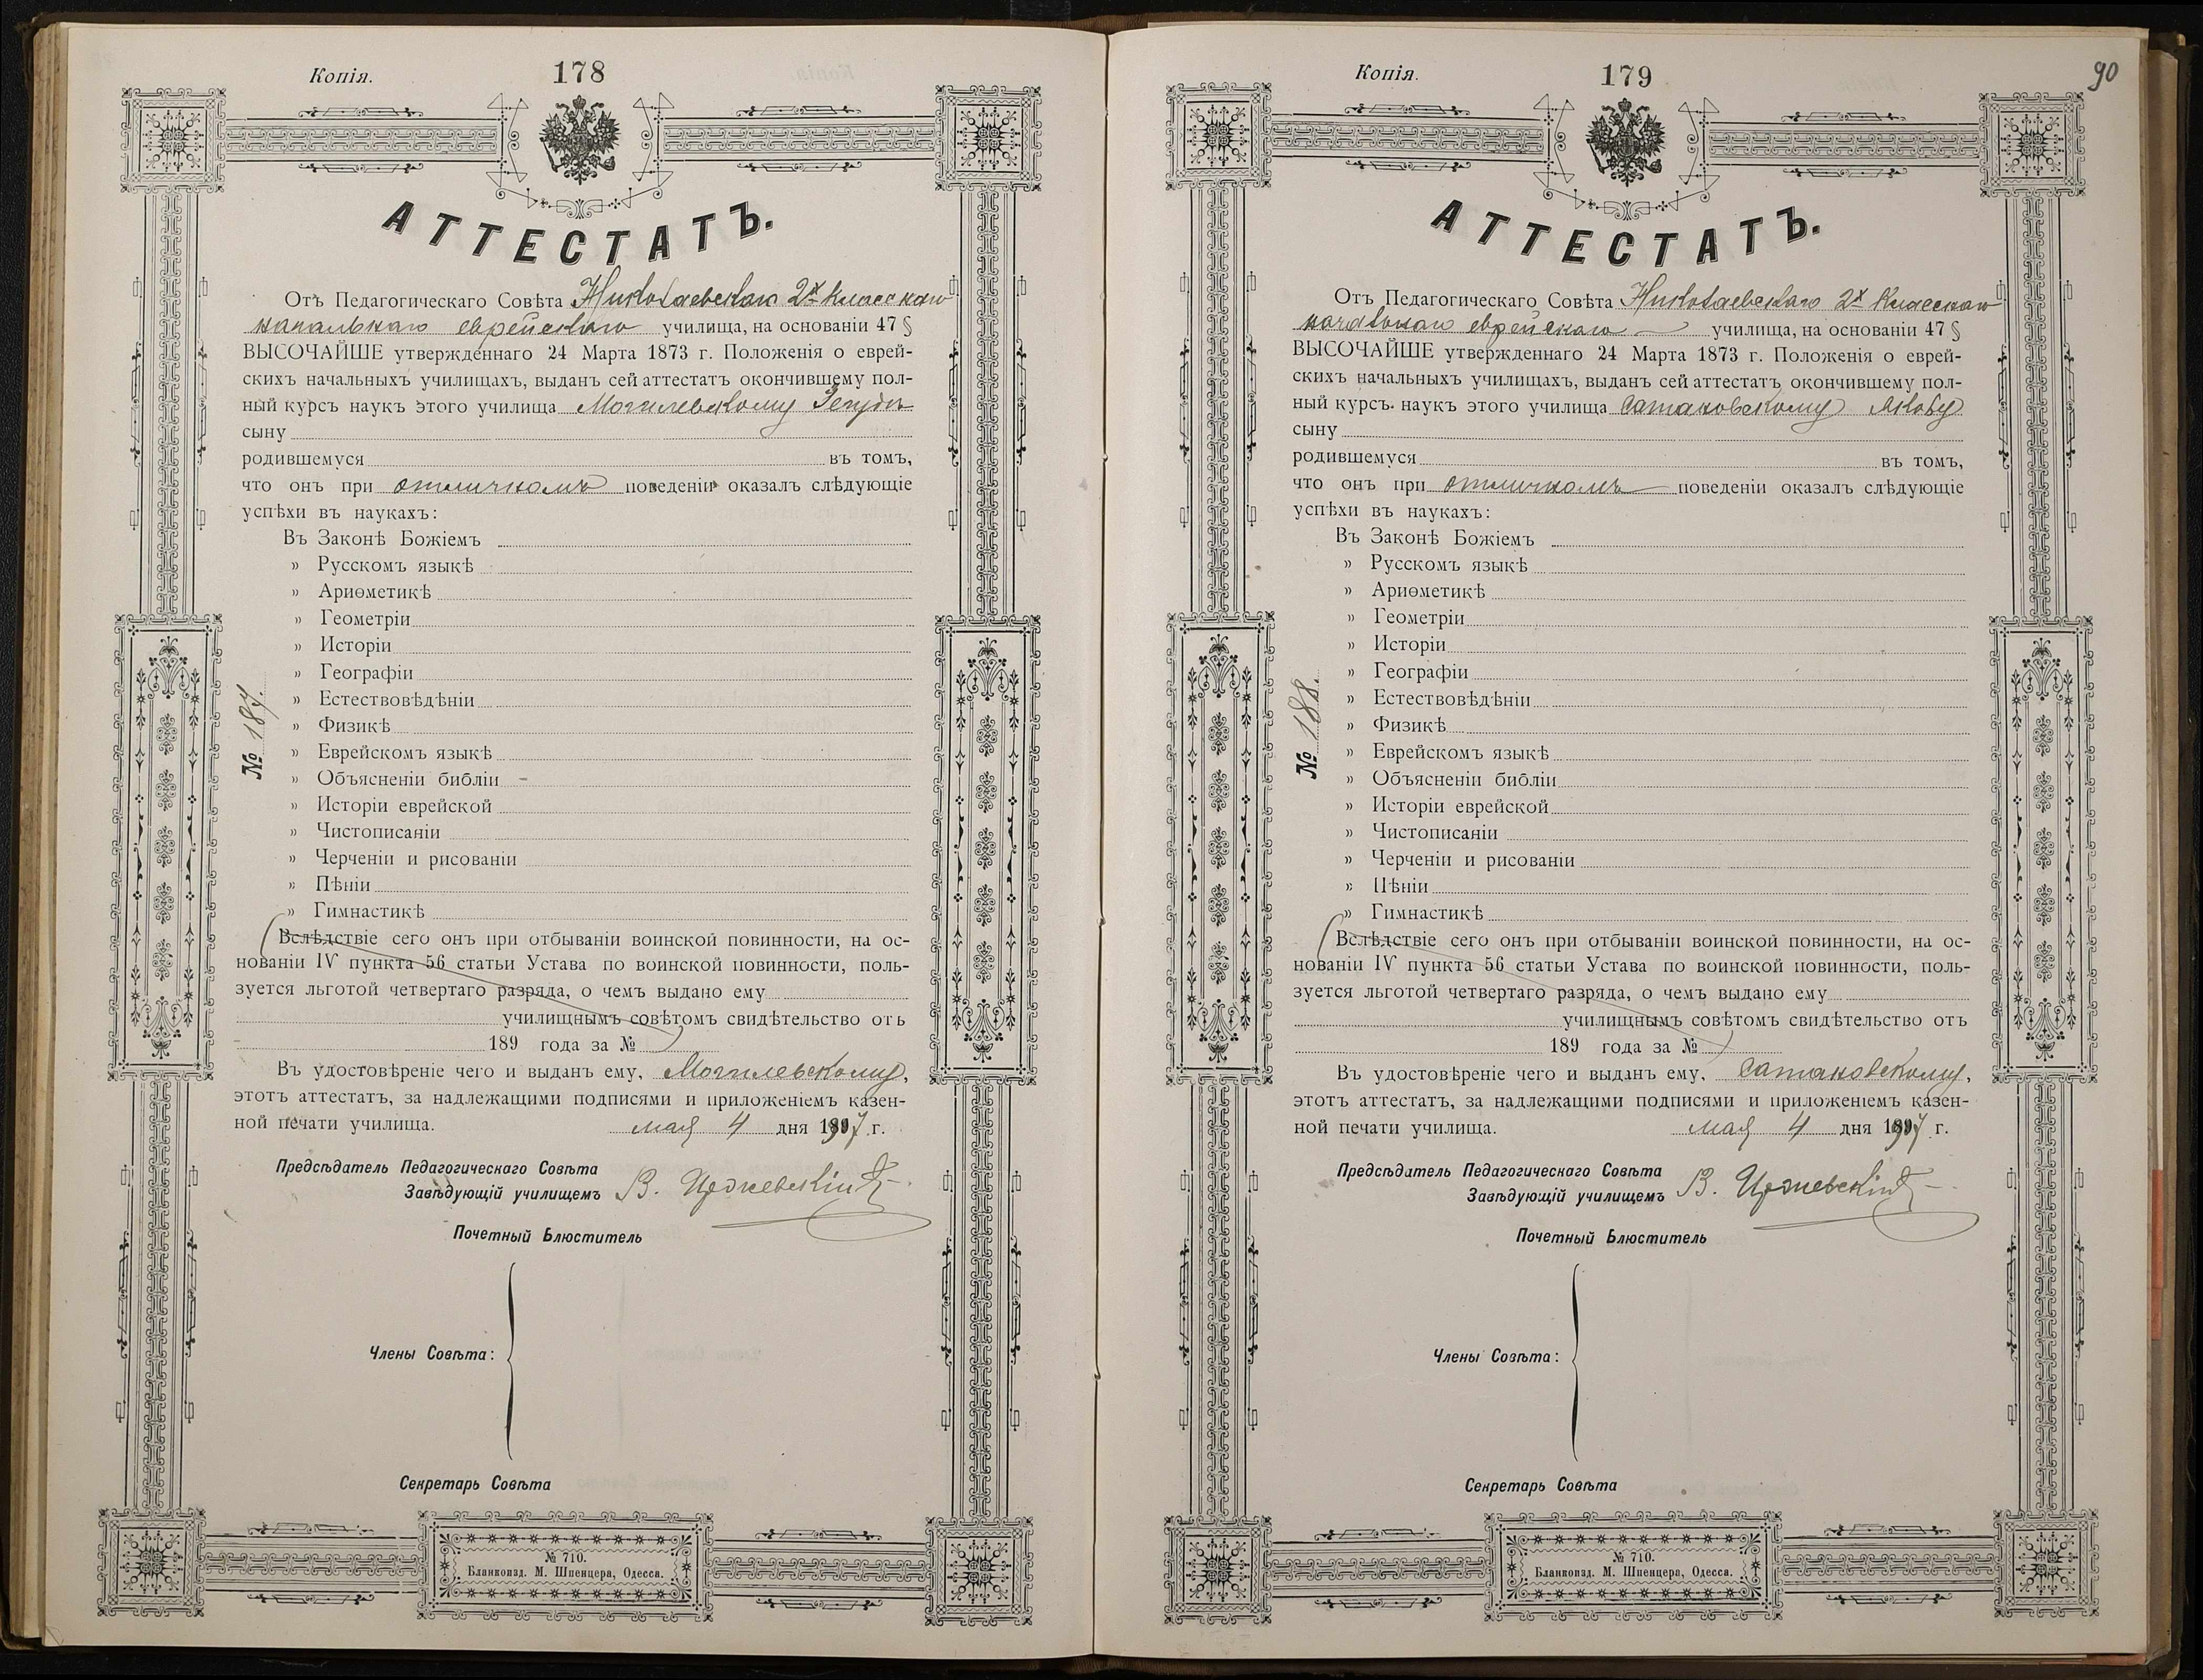 Копія.
178
АТТЕСТАТЪ.
Отъ Педагогическаго Совѣта Николаевскаго 2х классного
начальнаго еврейскаго училища, на основаніи 47 §
ВЫСОЧАЙШЕ утвержденнаго 24 Марта 1873 г. Положенія о еврей-
скихъ начальныхъ училищахъ, выданъ сей аттестатъ окончившему пол-
ный курсъ наукъ этого училища Могилевскому
сыну
родившемуся въ томъ,
что онъ при отличномъ поведеніи оказалъ слѣдующіе
успѣхи въ наукахъ:
Въ Законѣ Божіемъ
» Русскомъ языкѣ
» Ариѳметикѣ
» Геометріи
» Исторіи
» Географіи
» Естествовѣдѣніи
» Физикѣ
» Еврейскомъ языкѣ
» Объясненіи библіи
» Исторіи еврейской
» Чистописаніи
» Черченіи и рисованіи
» Пѣніи
» Гимнастикѣ
№ 187.
Вслѣдствіе сего онъ при отбываніи воинской повинности, на ос-
нованіи IV пункта 56 статьи Устава по воинской повинности, поль-
зуется льготой четвертаго разряда, о чемъ выдано ему
училищнымъ совѣтомъ свидѣтельство отъ
189 года за №
Въ удостовѣреніе чего и выданъ ему, Могилевскому,
этотъ аттестатъ, за надлежащими подписями и приложеніемъ казен-
ной печати училища. мая 4 дня 1897 г.
Предсѣдатель Педагогическаго Совѣта
Завѣдующій училищемъ В.
Почетный Блюститель
Члены Совѣта:
Секретарь Совѣта
№ 710.
Бланкоизд. М. Шпенцера, Одесса.
Копія.
179
90
АТТЕСТАТЪ.
Отъ Педагогическаго Совѣта Николаевскаго 2х классного
начальнаго еврейскаго училища, на основаніи 47 §
ВЫСОЧАЙШЕ утвержденнаго 24 Марта 1873 г. Положенія о еврей-
скихъ начальныхъ училищахъ, выданъ сей аттестатъ окончившему пол-
ный курсъ наукъ этого училища Сатановскому Якову
сыну
родившемуся въ томъ,
что онъ при отличномъ поведеніи оказалъ слѣдующіе
успѣхи въ наукахъ:
Въ Законѣ Божіемъ
» Русскомъ языкѣ
» Ариѳметикѣ
» Геометріи
» Исторіи
» Географіи
» Естествовѣдѣніи
» Физикѣ
» Еврейскомъ языкѣ
» Объясненіи библіи
» Исторіи еврейской
» Чистописаніи
» Черченіи и рисованіи
» Пѣніи
» Гимнастикѣ
№ 188.
Вслѣдствіе сего онъ при отбываніи воинской повинности, на ос-
нованіи IV пункта 56 статьи Устава по воинской повинности, поль-
зуется льготой четвертаго разряда, о чемъ выдано ему
училищнымъ совѣтомъ свидѣтельство отъ
189 года за №
Въ удостовѣреніе чего и выданъ ему, Сатановскому,
этотъ аттестатъ, за надлежащими подписями и приложеніемъ казен-
ной печати училища. мая 4 дня 1897 г.
Предсѣдатель Педагогическаго Совѣта
Завѣдующій училищемъ В.
Почетный Блюститель
Члены Совѣта:
Секретарь Совѣта
№ 710.
Бланкоизд. М. Шпенцера, Одесса.